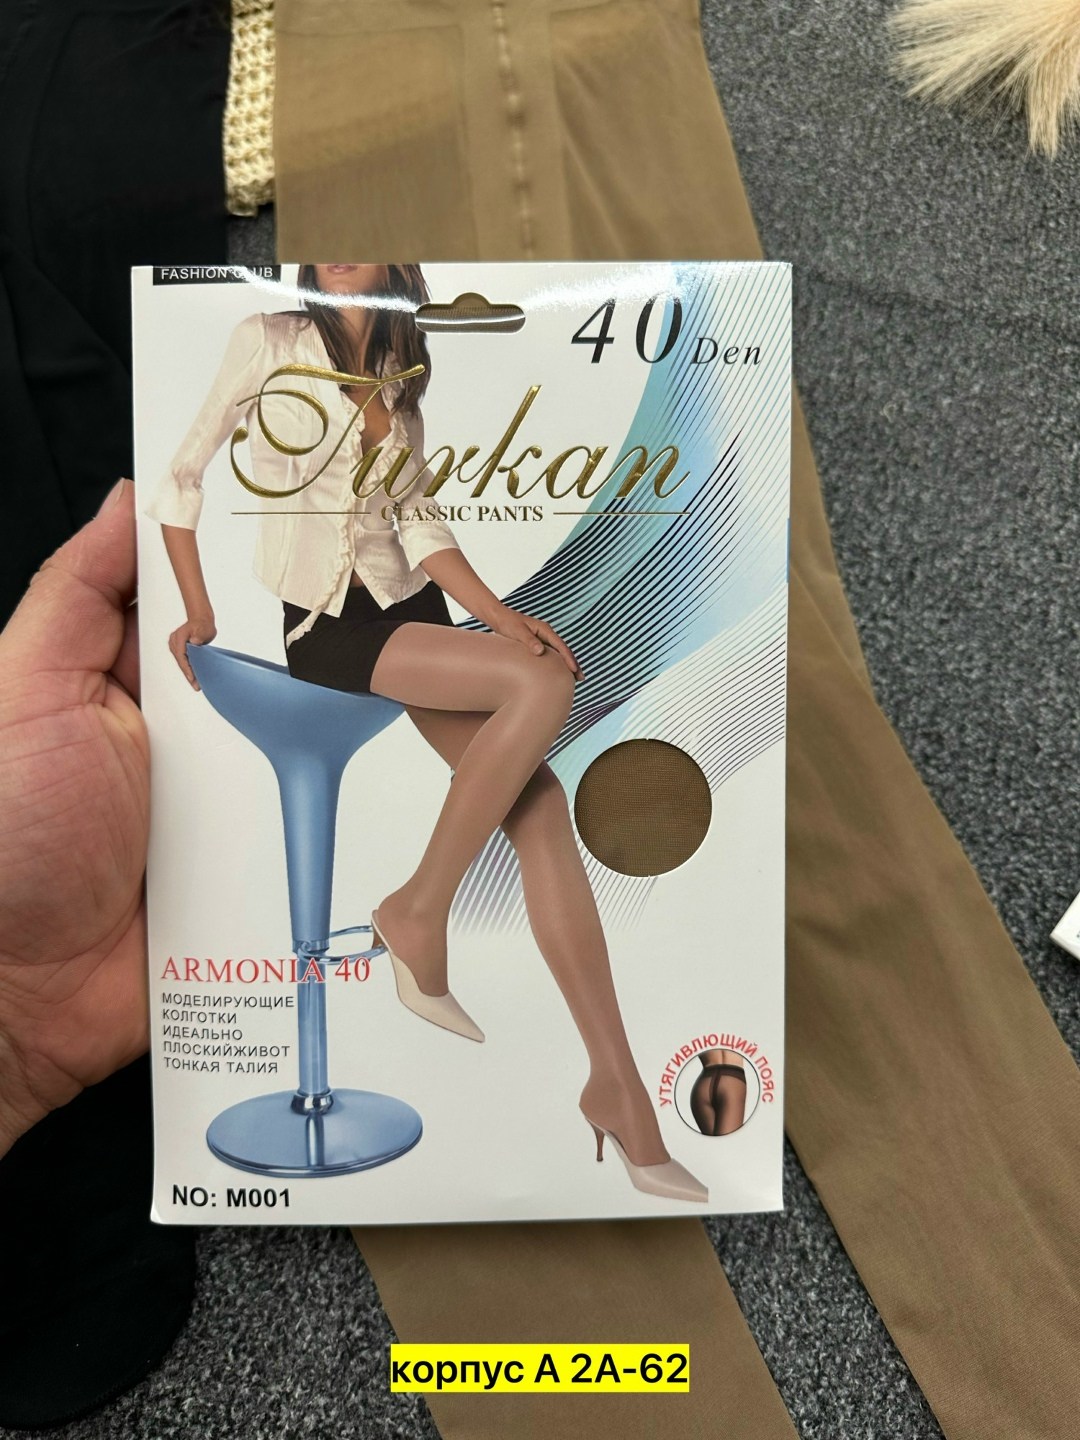 FASHION CLUB
40 Den
Turkan
CLASSIC PANTS
ARMONIA 40
МОДЕЛИРУЮЩИЕ
КОЛГОТКИ
ИДЕАЛЬНО
ПЛОСКИЙЖИВОТ
ТОНКАЯ ТАЛИЯ
УТЯГИВЛЮЩИЙ ПОЯС
NO: M001
корпус А 2А-62